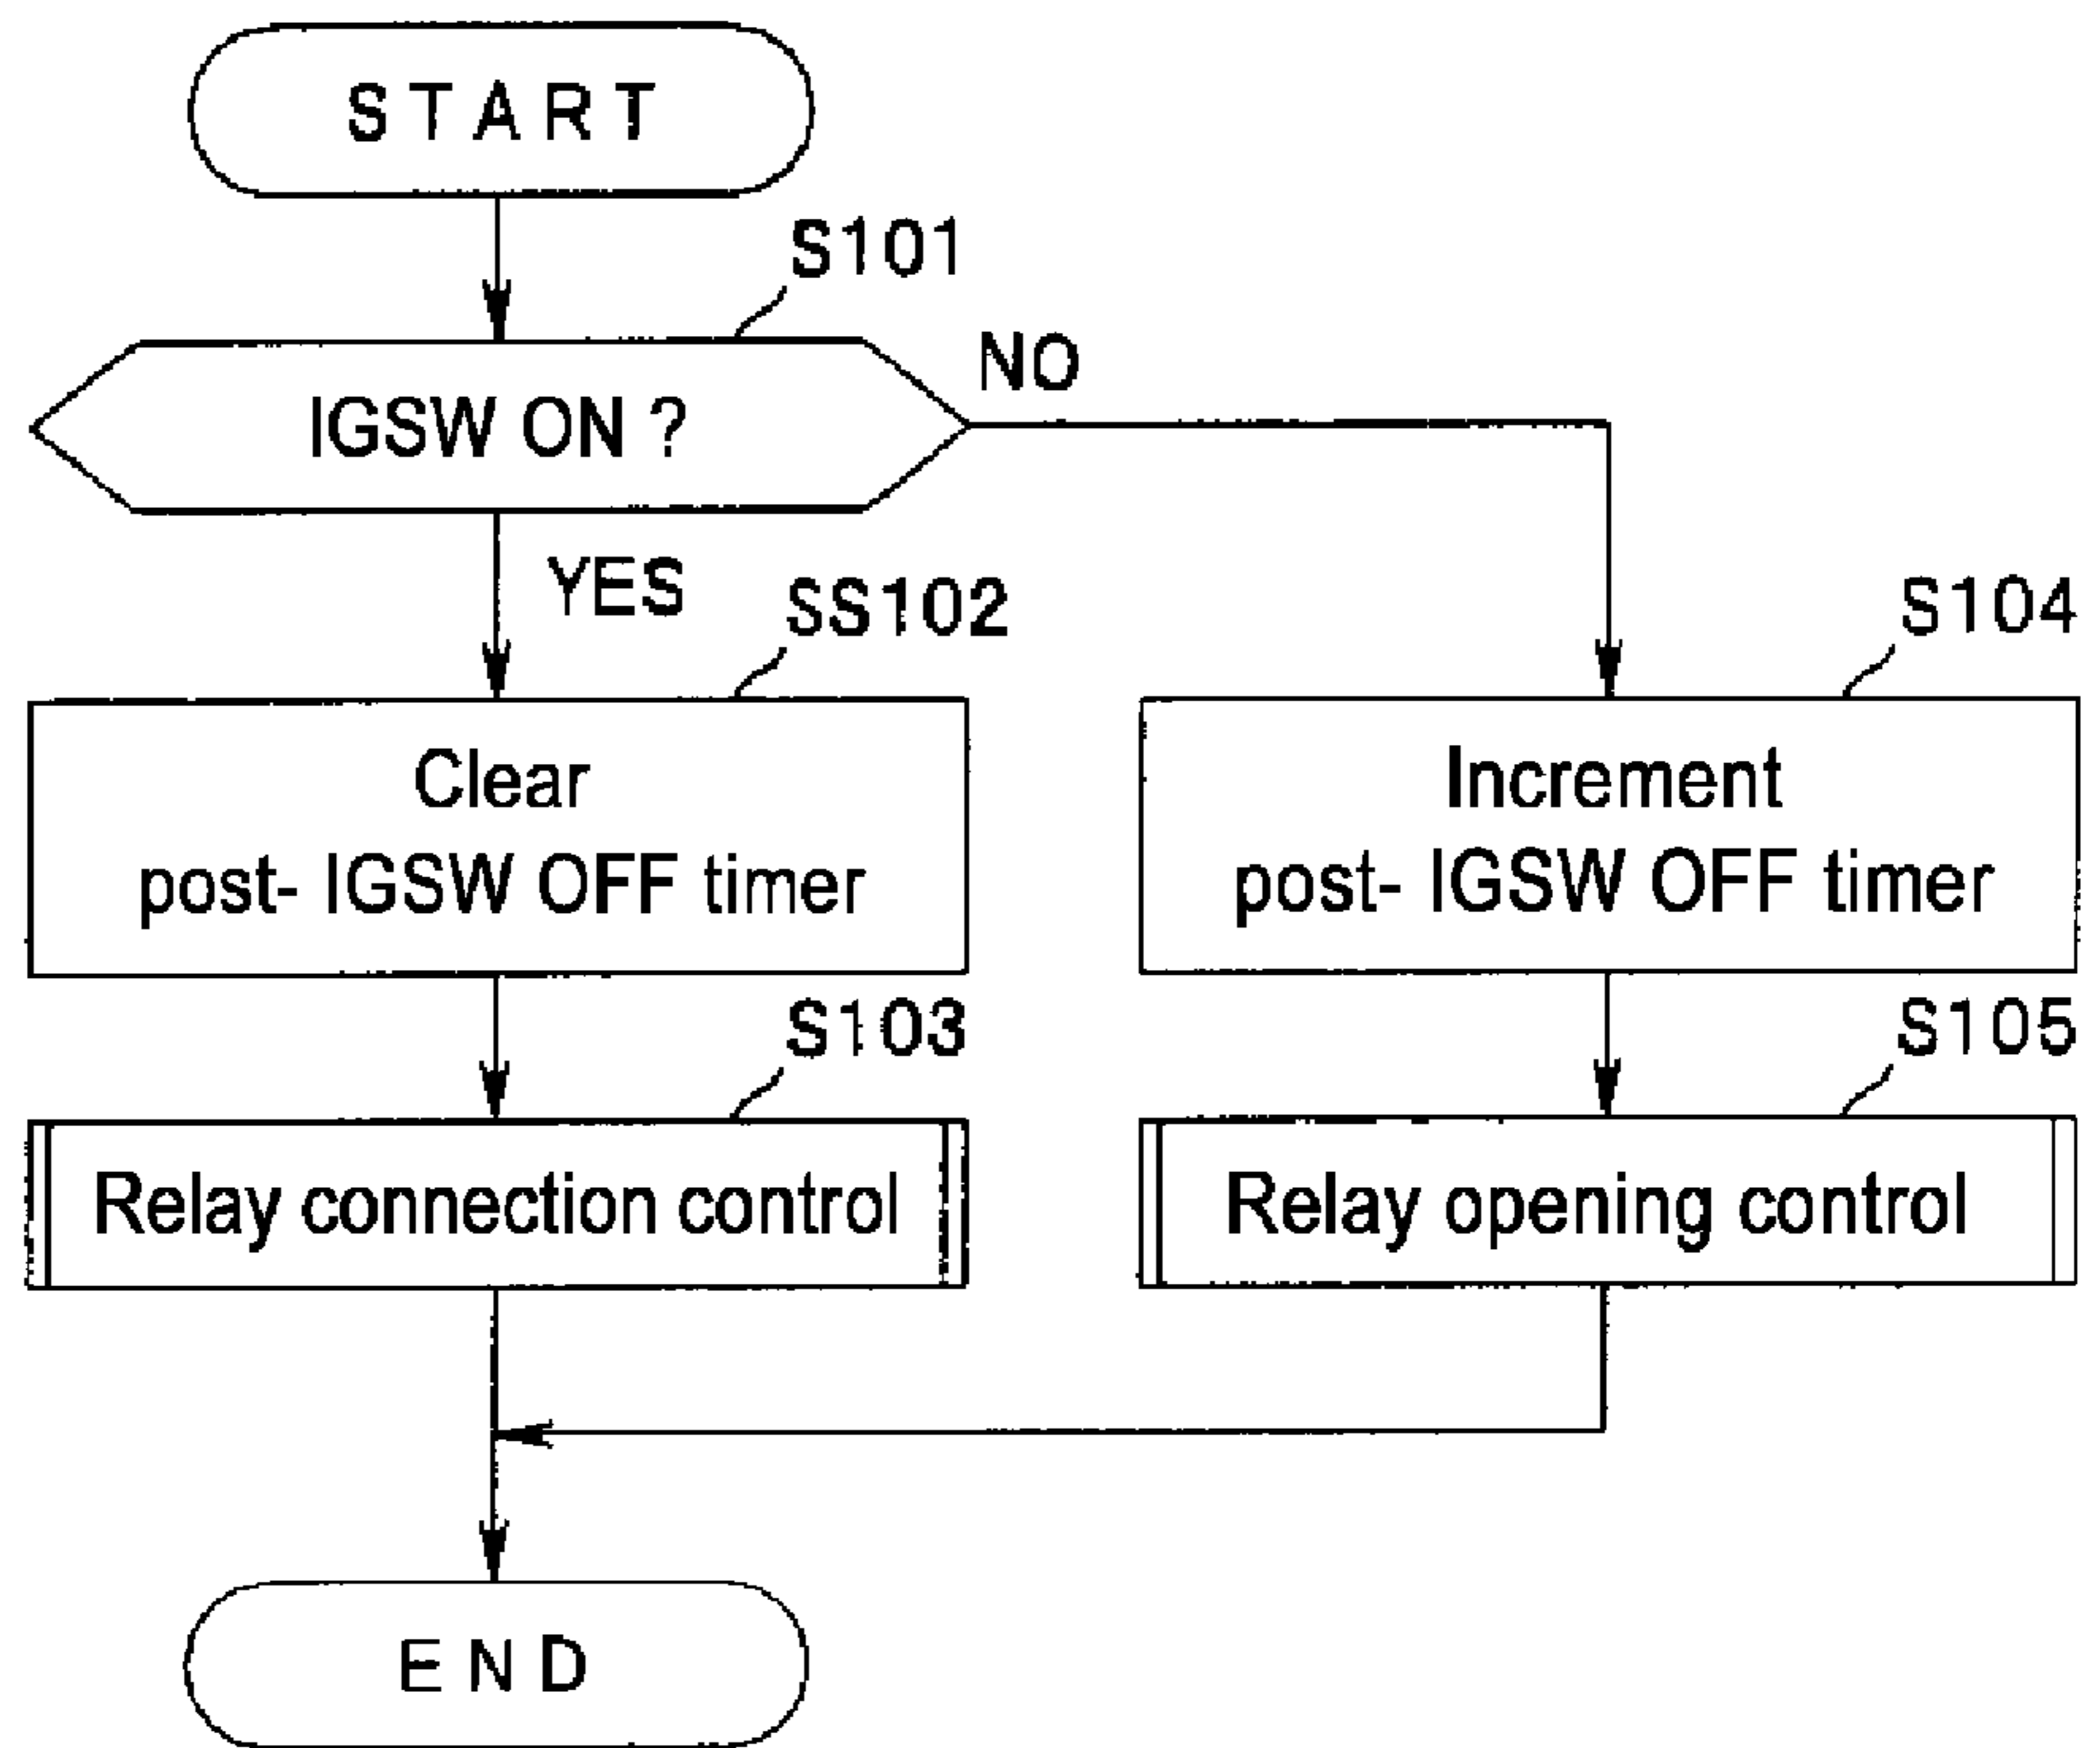 START
S101
IGSW ON ?
NO
YES
SS102
Clear
post- IGSW OFF timer
S104
Increment
post- IGSW OFF timer
S103
Relay connection control
S105
Relay opening control
END